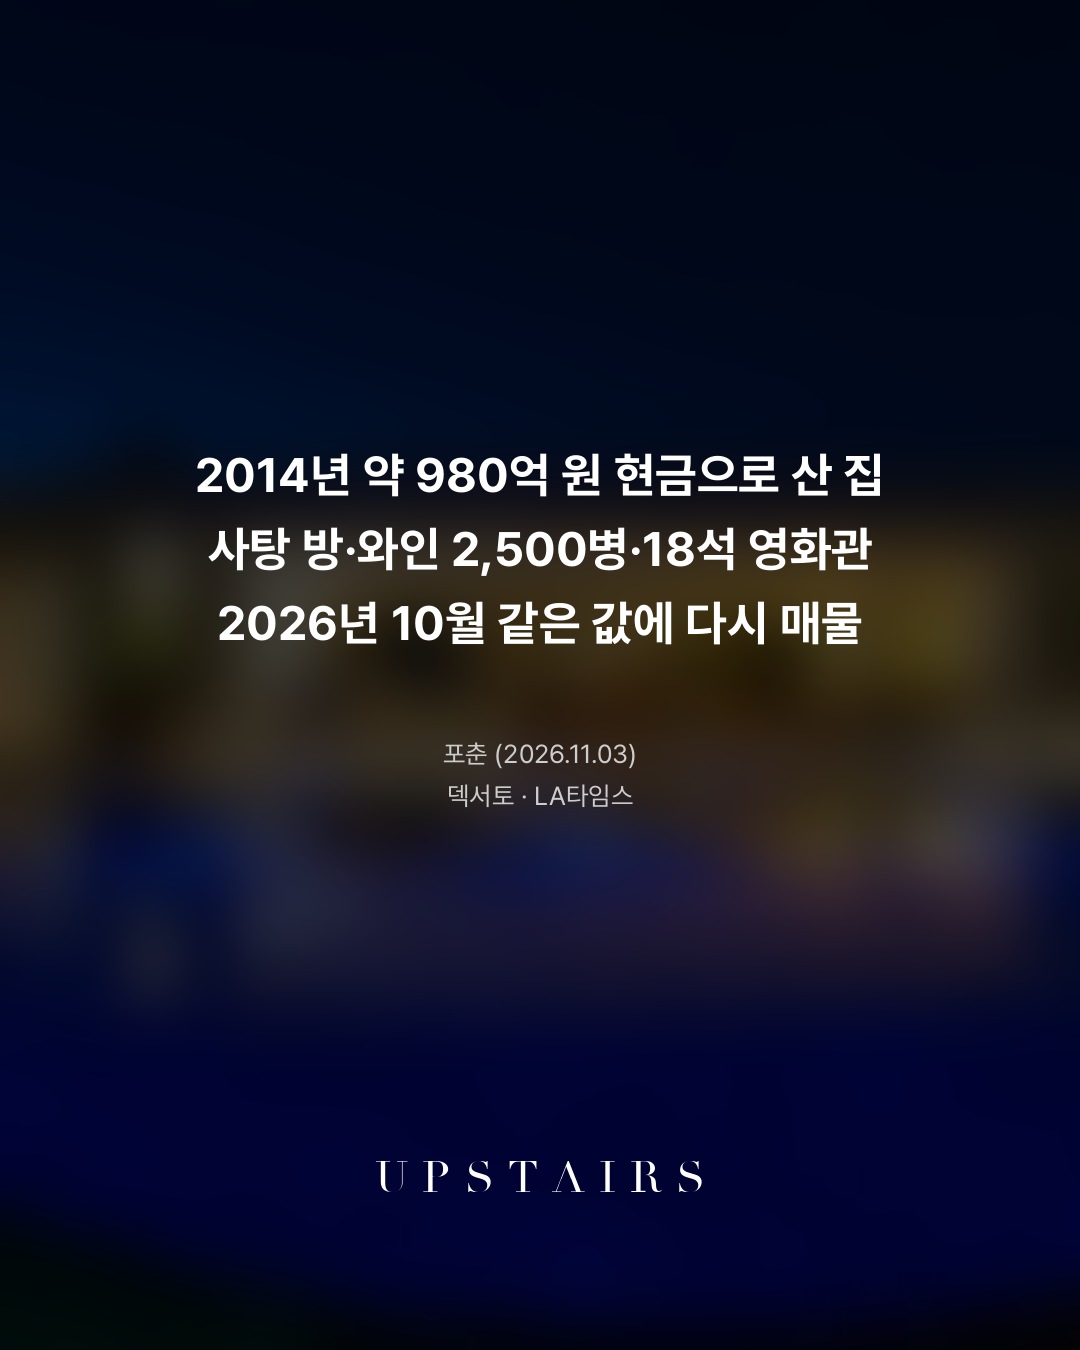 2014년 약 980억 원 현금으로 산 집
사탕 방·와인 2,500병·18석 영화관
2026년 10월 같은 값에 다시 매물
포춘 (2026.11.03)
덱서토 · LA타임스
UPSTAIRS